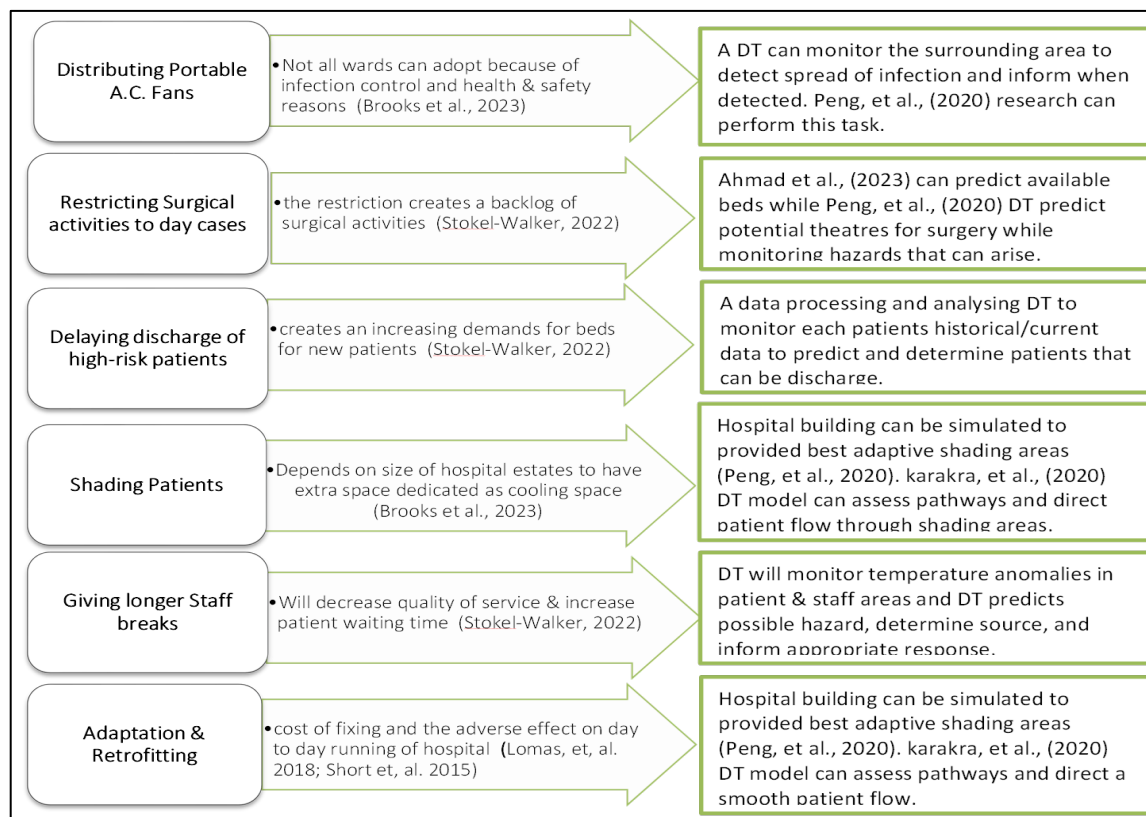 Distributing Portable
A.C. Fans
•Not all wards can adopt because of
infection control and health & safety
reasons (Brooks et al., 2023)
A DT can monitor the surrounding area to
detect spread of infection and inform when
detected. Peng, et al., (2020) research can
perform this task.
Restricting Surgical
activities to day cases
•the restriction creates a backlog of
surgical activities (Stokel-Walker, 2022)
Ahmad et al., (2023) can predict available
beds while Peng, et al., (2020) DT predict
potential theatres for surgery while
monitoring hazards that can arise.
Delaying discharge of
high-risk patients
•creates an increasing demands for beds
for new patients (Stokel-Walker, 2022)
A data processing and analysing DT to
monitor each patients historical/current
data to predict and determine patients that
can be discharge.
Shading Patients
•Depends on size of hospital estates to have
extra space dedicated as cooling space
(Brooks et al., 2023)
Hospital building can be simulated to
provided best adaptive shading areas
(Peng, et al., 2020). karakra, et al., (2020)
DT model can assess pathways and direct
patient flow through shading areas.
Giving longer Staff
breaks
•Will decrease quality of service & increase
patient waiting time (Stokel-Walker, 2022)
DT will monitor temperature anomalies in
patient & staff areas and DT predicts
possible hazard, determine source, and
inform appropriate response.
Adaptation &
Retrofitting
•cost of fixing and the adverse effect on day
to day running of hospital (Lomas, et, al.
2018; Short et, al. 2015)
Hospital building can be simulated to
provided best adaptive shading areas
(Peng, et al., 2020). karakra, et al., (2020)
DT model can assess pathways and direct a
smooth patient flow.